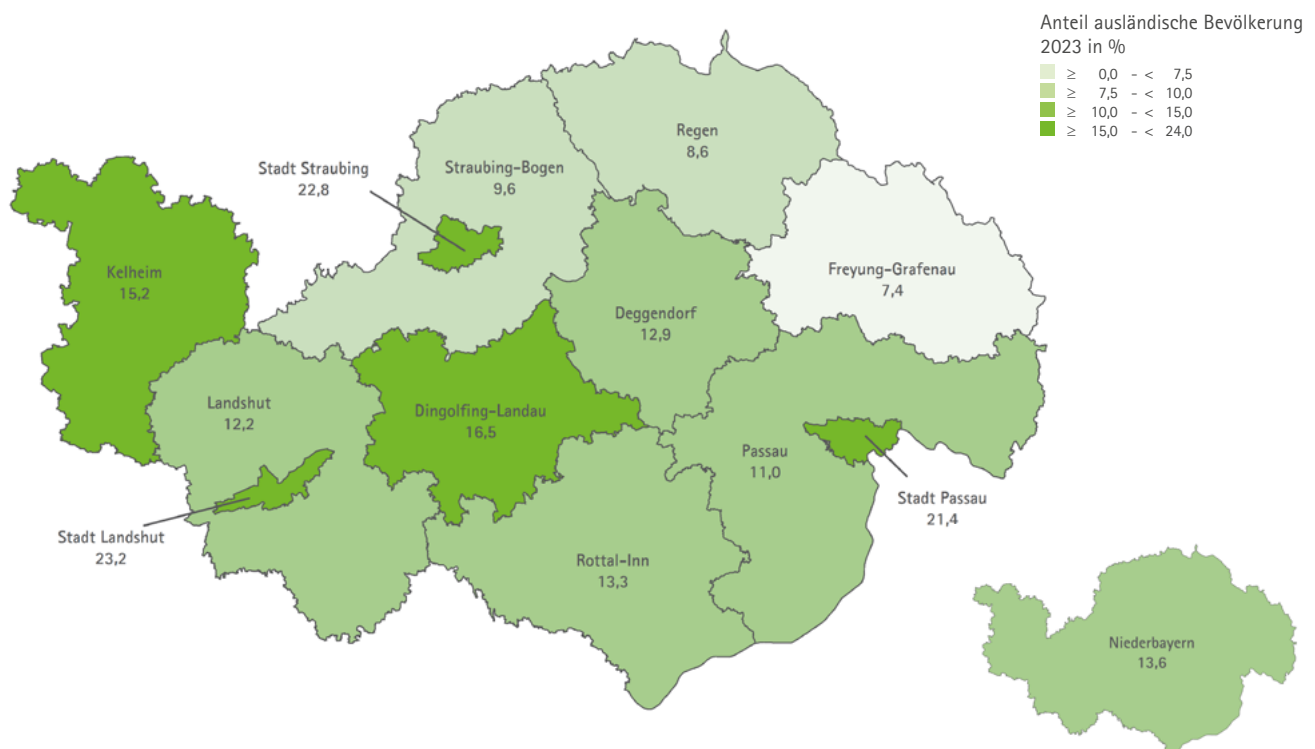 Anteil ausländische Bevölkerung
2023 in %
≥ 0,0 - < 7,5
≥ 7,5 - < 10,0
≥ 10,0 - < 15,0
≥ 15,0 - < 24,0
Regen
8,6
Stadt Straubing
22,8
Straubing-Bogen
9,6
Kelheim
15,2
Freyung-Grafenau
7,4
Deggendorf
12,9
Landshut
12,2
Dingolfing-Landau
16,5
Passau
11,0
Stadt Passau
21,4
Stadt Landshut
23,2
Rottal-Inn
13,3
Niederbayern
13,6